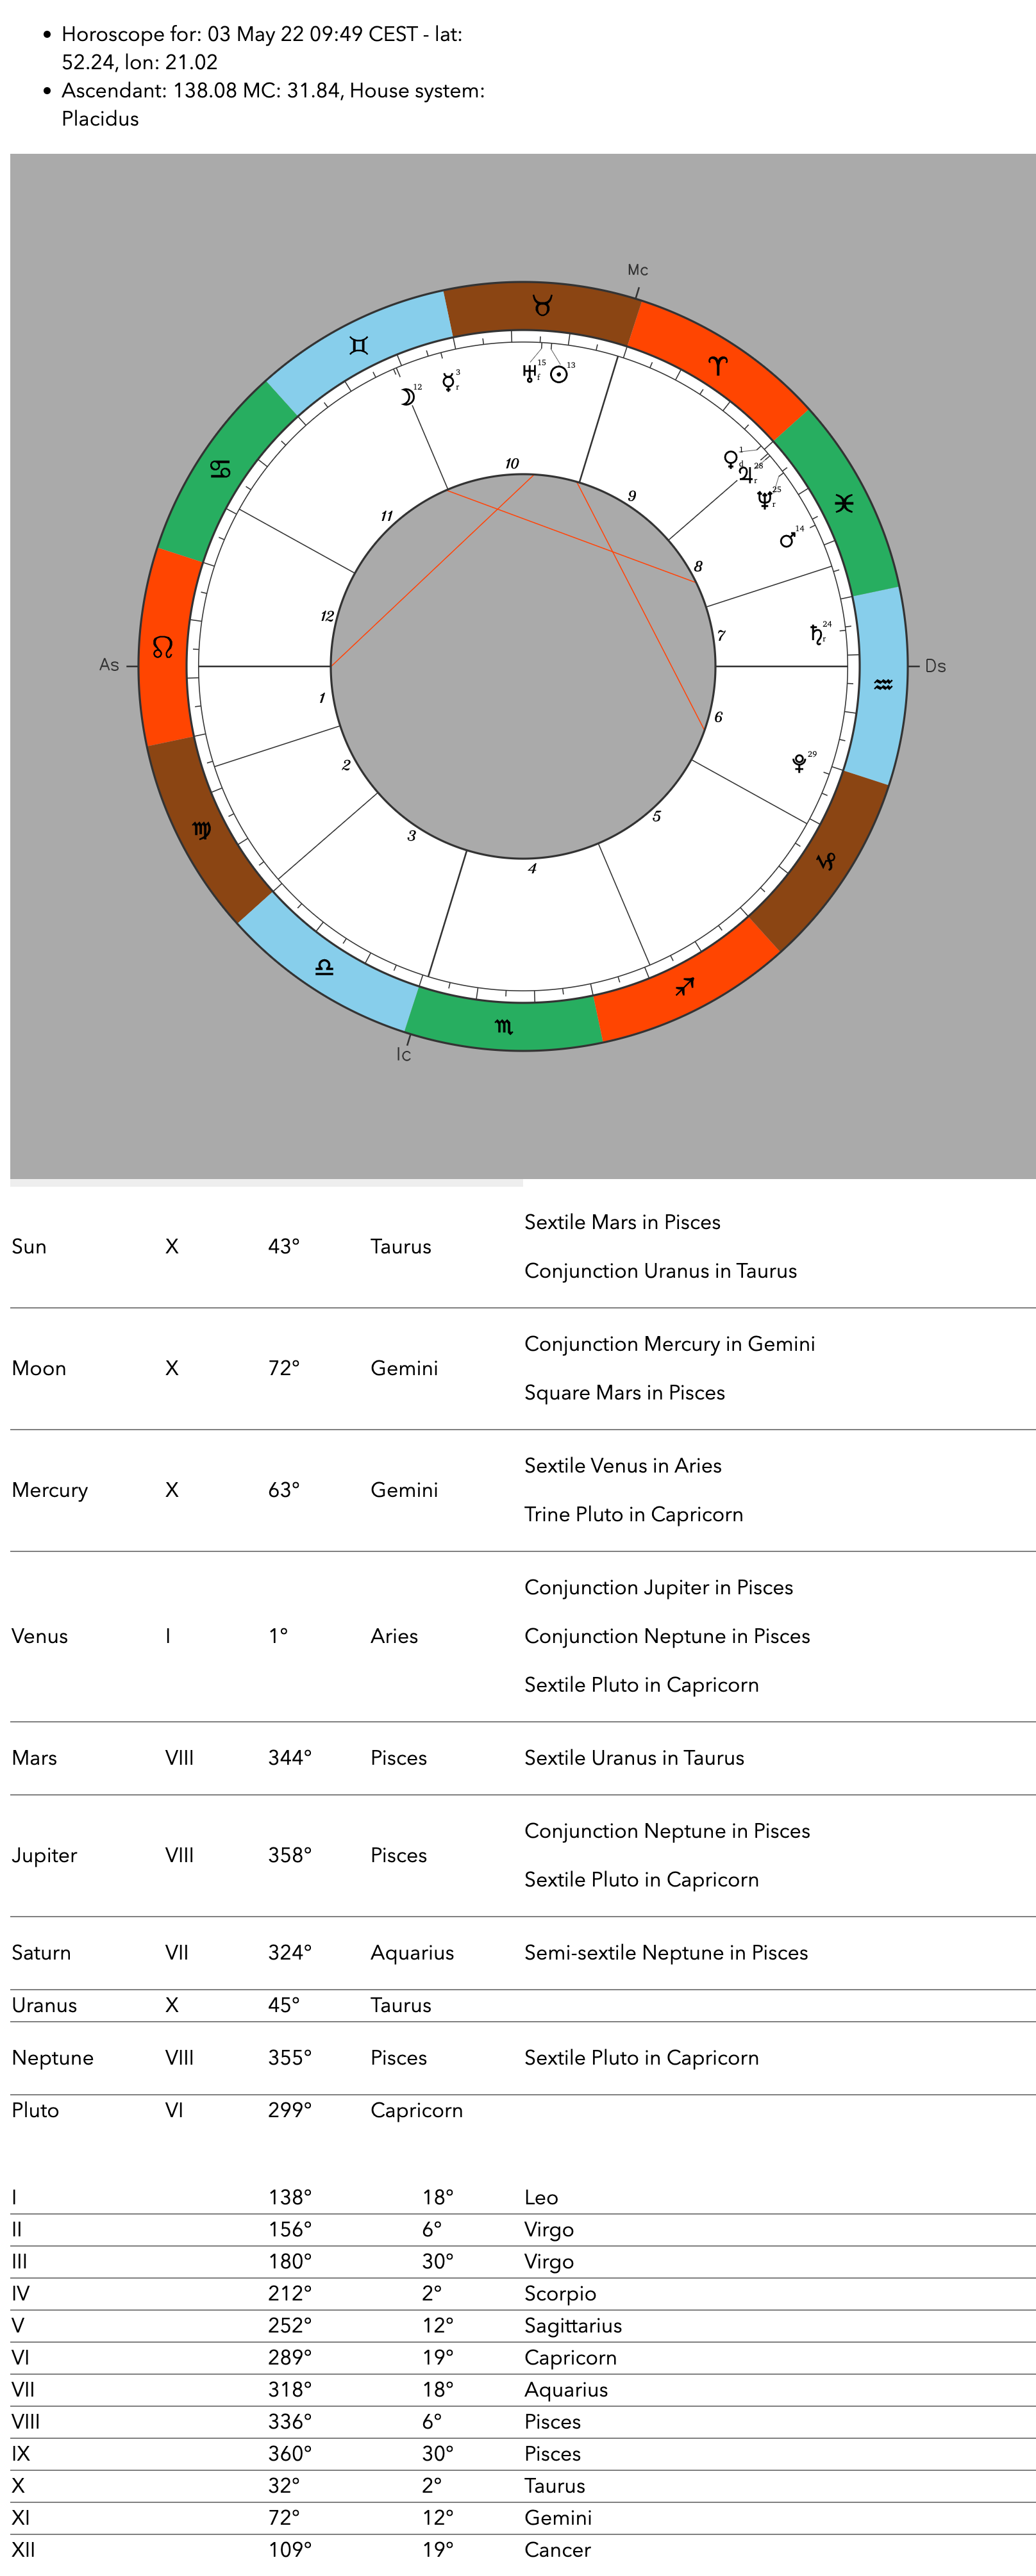 • Horoscope for: 03 May 22 09:49 CEST - lat:
52.24, lon: 21.02
• Ascendant: 138.08 MC: 31.84, House system:
Placidus
Mc
♉
♊ ♈
♅ 15 r ☉ 13
☽ 12 ☿ 3 r
♋ ♀ 1 ♃ 28 r
10
11 9
♆ 25 r ♓
♂ 14
8
12 7 ♄ 24 r
As ☊ Ds
♒
1 6
2 ♇ 29
3 5
4
♍ ♑
♎ ♐
♏
Ic
Sun X 43° Taurus Sextile Mars in Pisces
Conjunction Uranus in Taurus
Moon X 72° Gemini Conjunction Mercury in Gemini
Square Mars in Pisces
Mercury X 63° Gemini Sextile Venus in Aries
Trine Pluto in Capricorn
Venus I 1° Aries Conjunction Jupiter in Pisces
Conjunction Neptune in Pisces
Sextile Pluto in Capricorn
Mars VIII 344° Pisces Sextile Uranus in Taurus
Jupiter VIII 358° Pisces Conjunction Neptune in Pisces
Sextile Pluto in Capricorn
Saturn VII 324° Aquarius Semi-sextile Neptune in Pisces
Uranus X 45° Taurus
Neptune VIII 355° Pisces Sextile Pluto in Capricorn
Pluto VI 299° Capricorn
I 138° 18° Leo
II 156° 6° Virgo
III 180° 30° Virgo
IV 212° 2° Scorpio
V 252° 12° Sagittarius
VI 289° 19° Capricorn
VII 318° 18° Aquarius
VIII 336° 6° Pisces
IX 360° 30° Pisces
X 32° 2° Taurus
XI 72° 12° Gemini
XII 109° 19° Cancer